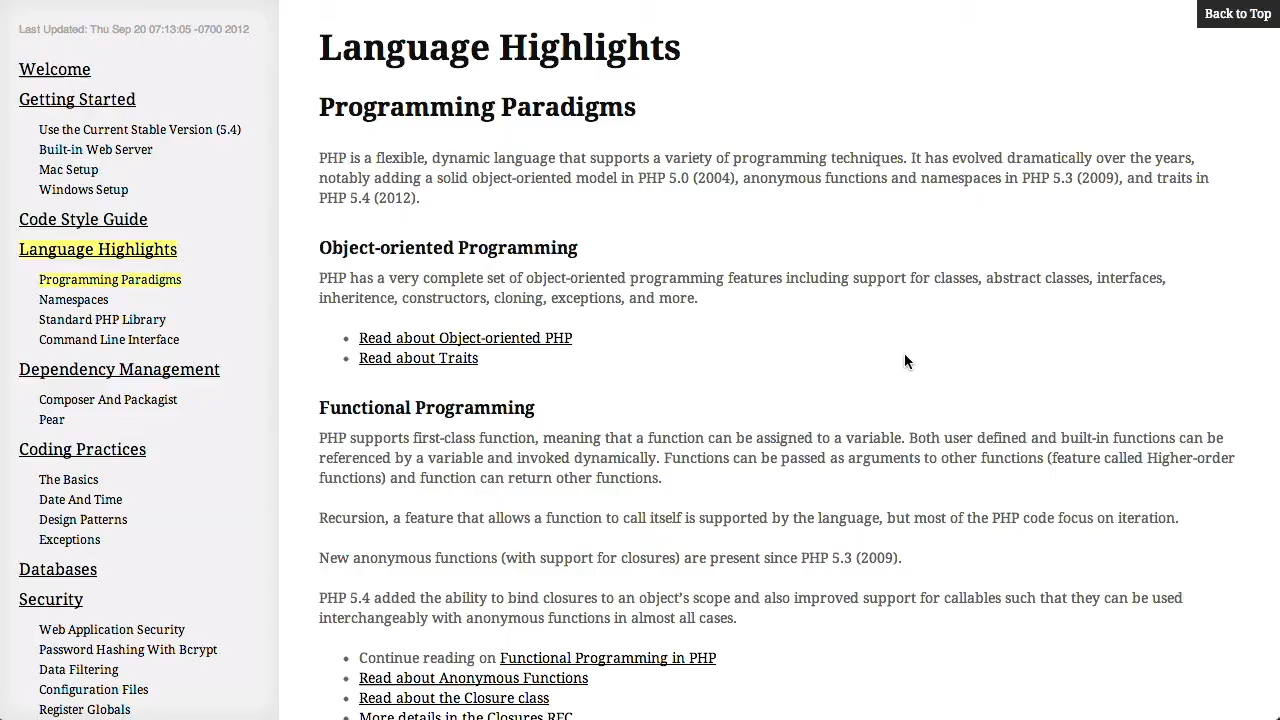 Last Updated: Thu Sep 20 07:13:05 -0700 2012
Welcome
Getting Started
Use the Current Stable Version (5.4)
Built-in Web Server
Mac Setup
Windows Setup
Code Style Guide
Language Highlights
Programming Paradigms
Namespaces
Standard PHP Library
Command Line Interface
Dependency Management
Composer And Packagist
Pear
Coding Practices
The Basics
Date And Time
Design Patterns
Exceptions
Databases
Security
Web Application Security
Password Hashing With Bcrypt
Data Filtering
Configuration Files
Register Globals
Back to Top
Language Highlights
Programming Paradigms
PHP is a flexible, dynamic language that supports a variety of programming techniques. It has evolved dramatically over the years,
notably adding a solid object-oriented model in PHP 5.0 (2004), anonymous functions and namespaces in PHP 5.3 (2009), and traits in
PHP 5.4 (2012).
Object-oriented Programming
PHP has a very complete set of object-oriented programming features including support for classes, abstract classes, interfaces,
inheritence, constructors, cloning, exceptions, and more.
• Read about Object-oriented PHP
• Read about Traits
Functional Programming
PHP supports first-class function, meaning that a function can be assigned to a variable. Both user defined and built-in functions can be
referenced by a variable and invoked dynamically. Functions can be passed as arguments to other functions (feature called Higher-order
functions) and function can return other functions.
Recursion, a feature that allows a function to call itself is supported by the language, but most of the PHP code focus on iteration.
New anonymous functions (with support for closures) are present since PHP 5.3 (2009).
PHP 5.4 added the ability to bind closures to an object’s scope and also improved support for callables such that they can be used
interchangeably with anonymous functions in almost all cases.
• Continue reading on Functional Programming in PHP
• Read about Anonymous Functions
• Read about the Closure class
• More details in the Closures RFC